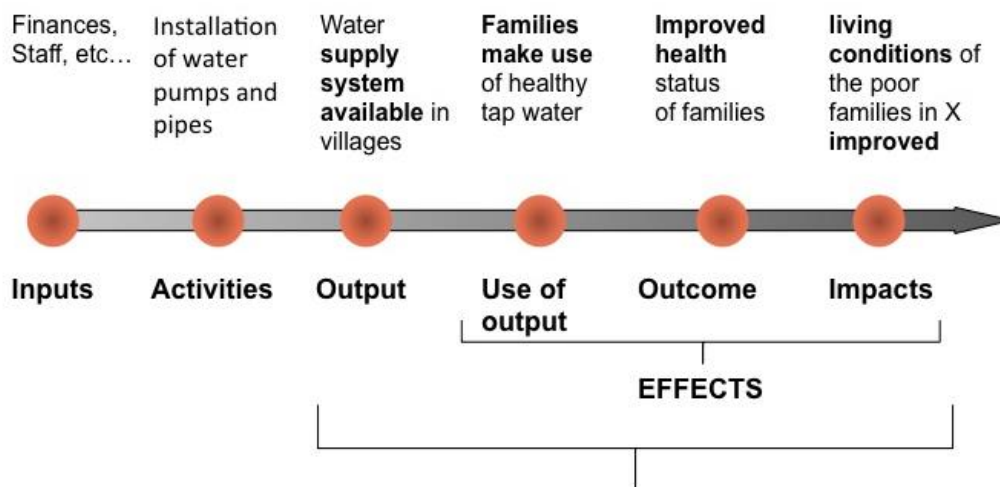 Finances,
Staff, etc...
Installation
of water
pumps and
pipes
Water
supply
system
available in
villages
Families
make use
of healthy
tap water
Improved
health
status
of families
living
conditions of
the poor
families in X
improved
Inputs
Activities
Output
Use of
output
Outcome
Impacts
EFFECTS